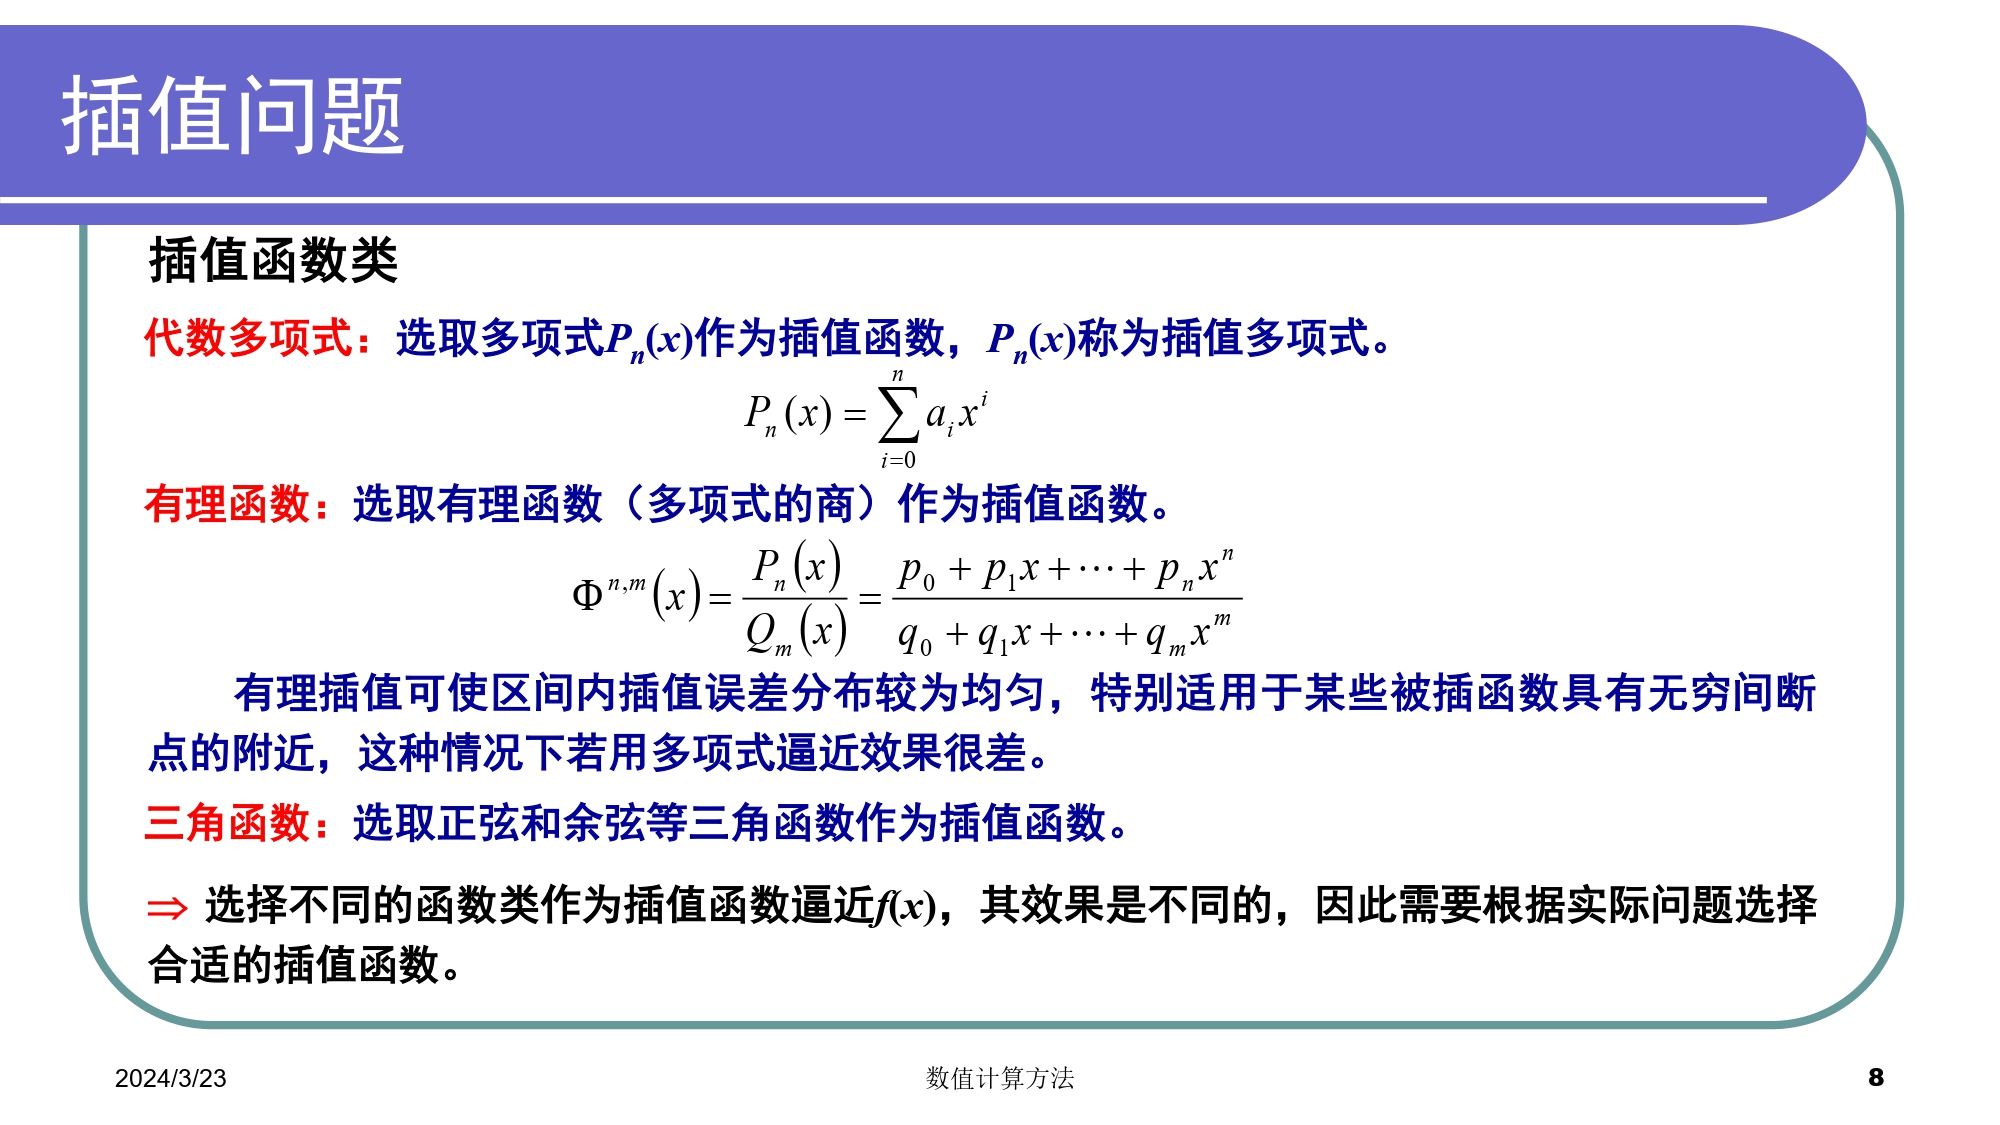 插值问题
插值函数类
代数多项式：选取多项式Pₙ(x)作为插值函数，Pₙ(x)称为插值多项式。
$P_n(x) = \sum_{i=0}^{n} a_i x^i$
有理函数：选取有理函数（多项式的商）作为插值函数。
$\Phi^{n,m}(x) = \frac{P_n(x)}{Q_m(x)} = \frac{p_0 + p_1 x + \cdots + p_n x^n}{q_0 + q_1 x + \cdots + q_m x^m}$
有理插值可使区间内插值误差分布较为均匀，特别适用于某些被插函数具有无穷间断
点的附近，这种情况下若用多项式逼近效果很差。
三角函数：选取正弦和余弦等三角函数作为插值函数。
⇒ 选择不同的函数类作为插值函数逼近f(x)，其效果是不同的，因此需要根据实际问题选择
合适的插值函数。
2024/3/23
数值计算方法
8